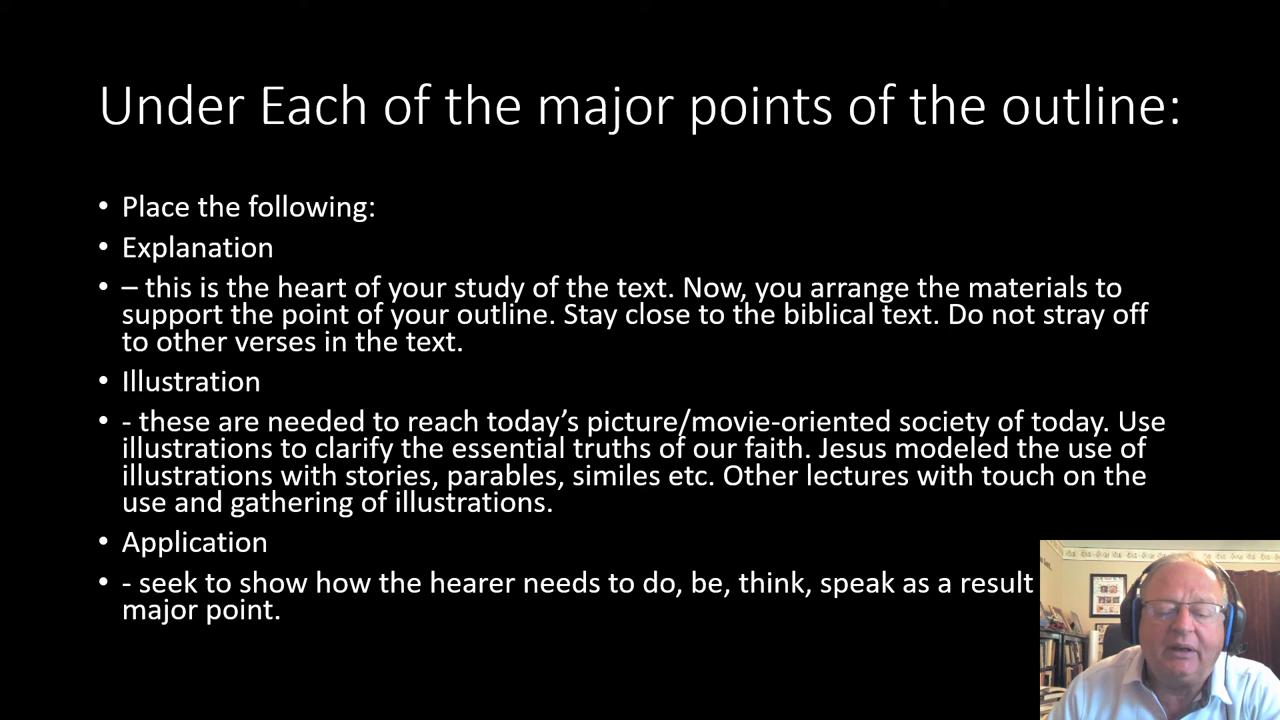 Under Each of the major points of the outline:
• Place the following:
• Explanation
• – this is the heart of your study of the text. Now, you arrange the materials to
support the point of your outline. Stay close to the biblical text. Do not stray off
to other verses in the text.
• Illustration
• - these are needed to reach today’s picture/movie-oriented society of today. Use
illustrations to clarify the essential truths of our faith. Jesus modeled the use of
illustrations with stories, parables, similes etc. Other lectures with touch on the
use and gathering of illustrations.
• Application
• - seek to show how the hearer needs to do, be, think, speak as a result
major point.